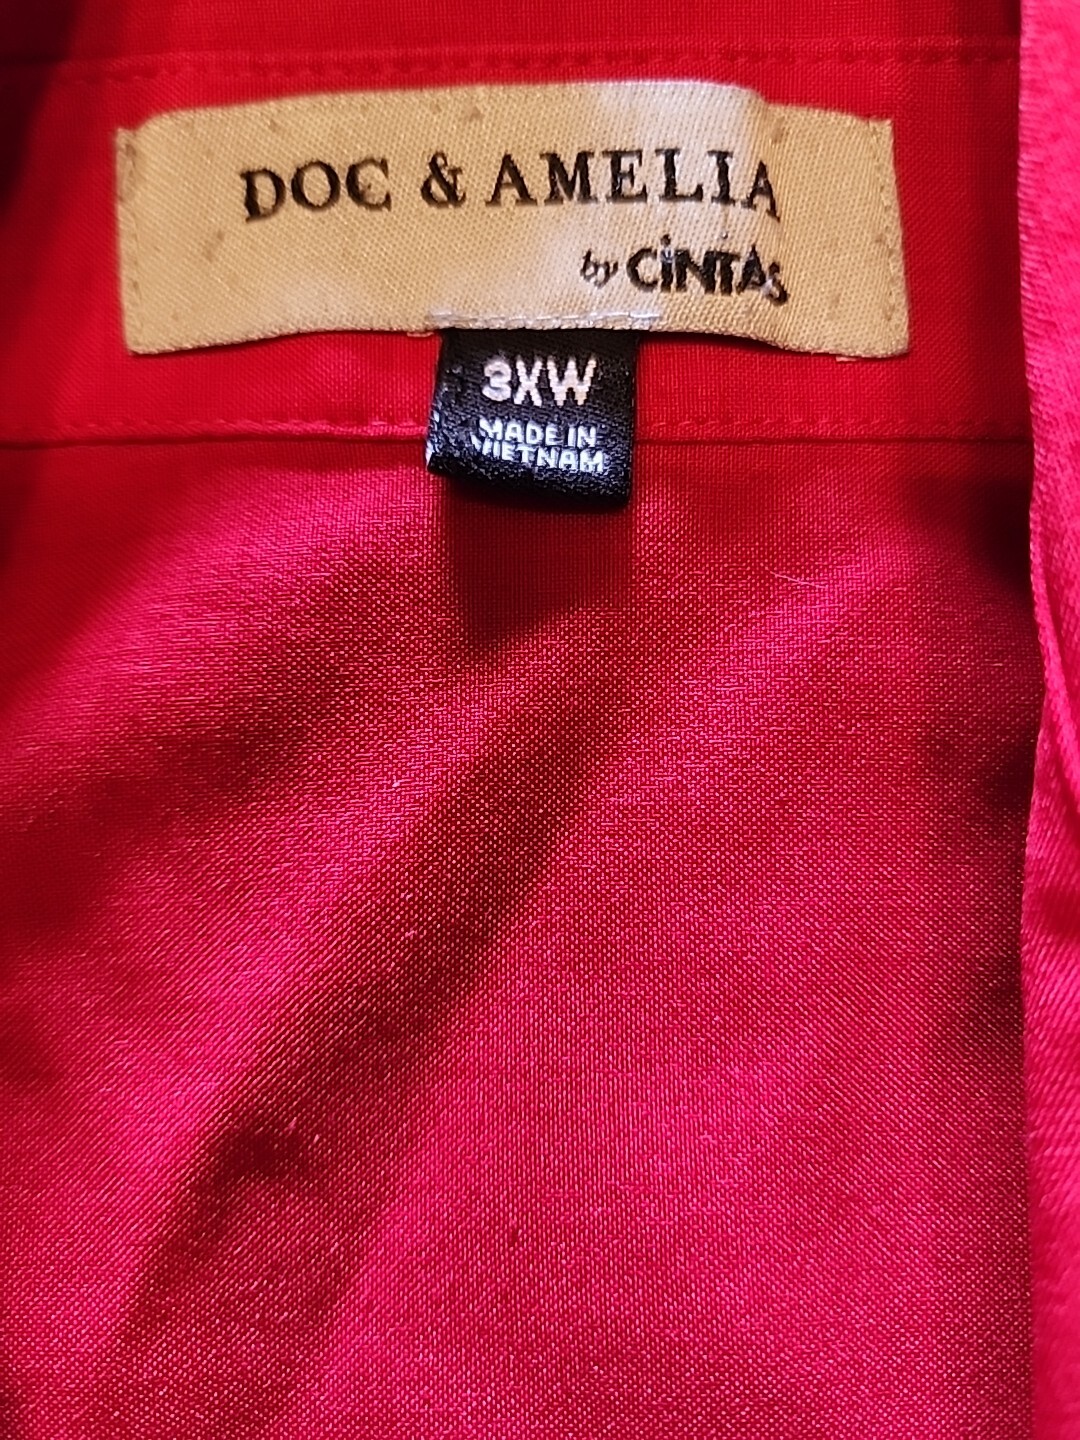 DOC & AMELIA
by CiNTAS
3XW
MADE IN
VIETNAM